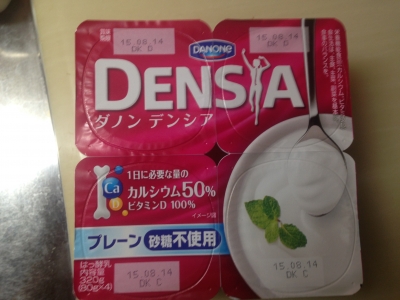 15.08.14
DK C
15.08.14
DK C
DANONE
DENSIA
ダノン デンシア
1日に必要な量の
カルシウム50%
ビタミンD 100%
Ca
D
イメージ図
プレーン 砂糖不使用
はっ酵乳
内容量
320g
(80g×4)
15.08.14
DK C
15.08.14
DK C